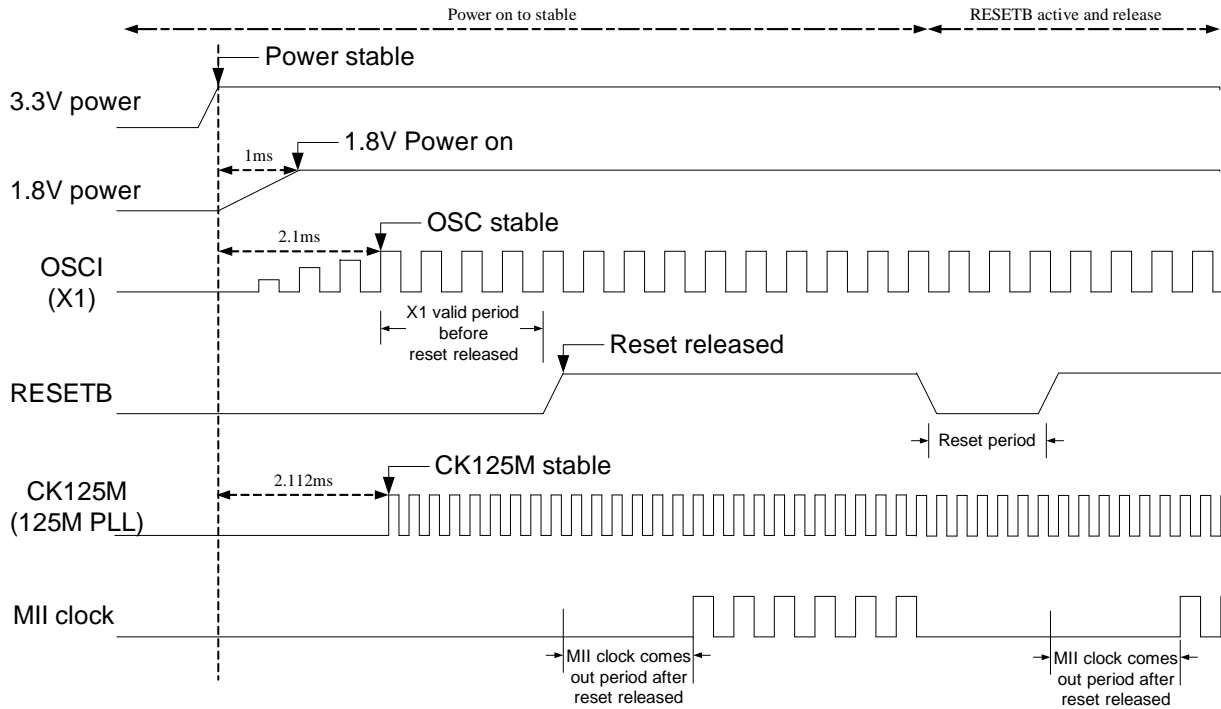 Power on to stable
RESETB active and release
Power stable
3.3V power
1.8V Power on
1ms
1.8V power
OSC stable
2.1ms
OSCI
(X1)
X1 valid period
before
reset released
Reset released
RESETB
Reset period
CK125M stable
2.112ms
CK125M
(125M PLL)
MII clock
MII clock comes
out period after
reset released
MII clock comes
out period after
reset released